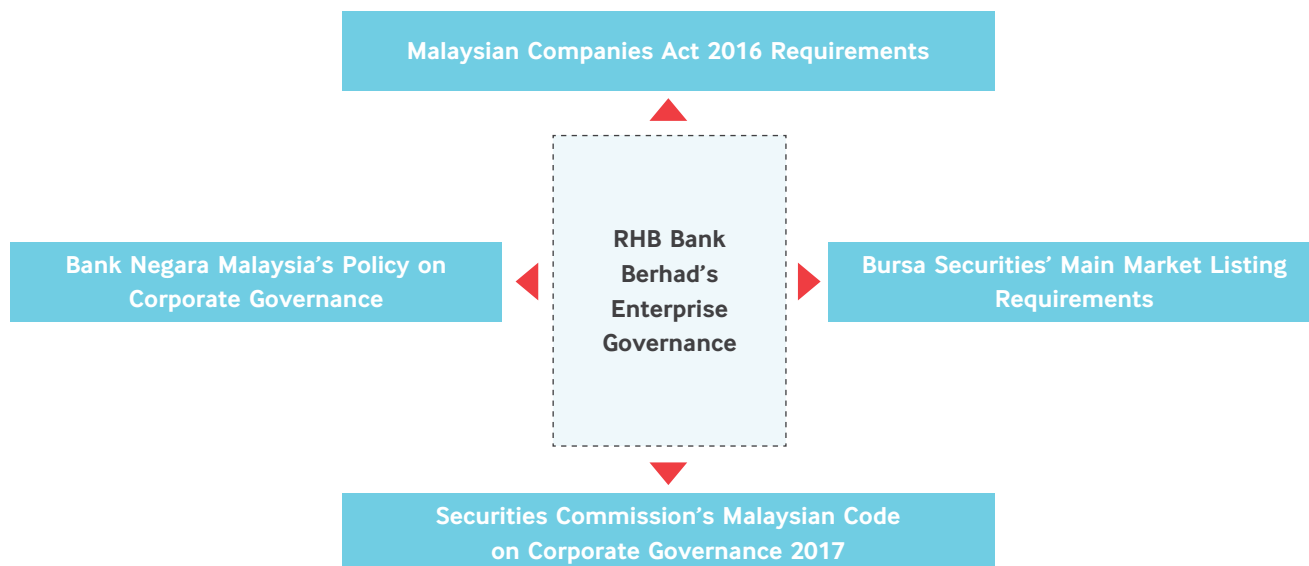 Malaysian Companies Act 2016 Requirements
RHB Bank
Berhad’s
Enterprise
Governance
Bank Negara Malaysia’s Policy on
Corporate Governance
Bursa Securities’ Main Market Listing
Requirements
Securities Commission’s Malaysian Code
on Corporate Governance 2017